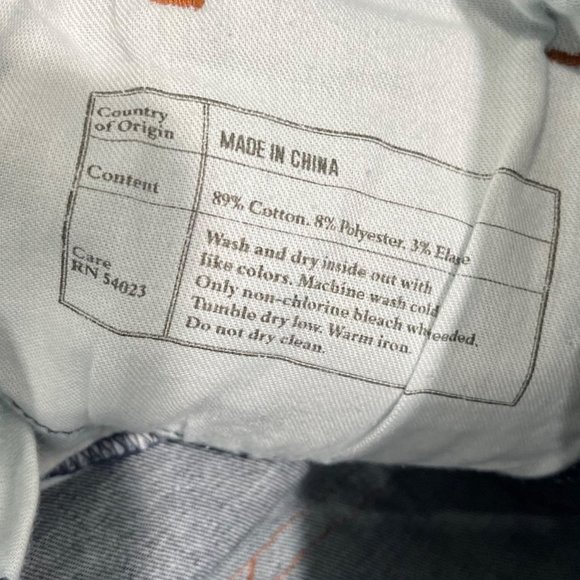 Country
of Origin
MADE IN CHINA
Content
89% Cotton. 8% Polyester. 3%
Care
RN 54023
Wash and dry inside out with
like colors. Machine wash cold
Only non-chlorine bleach
Tumble dry low. Warm iron.
Do not dry clean.